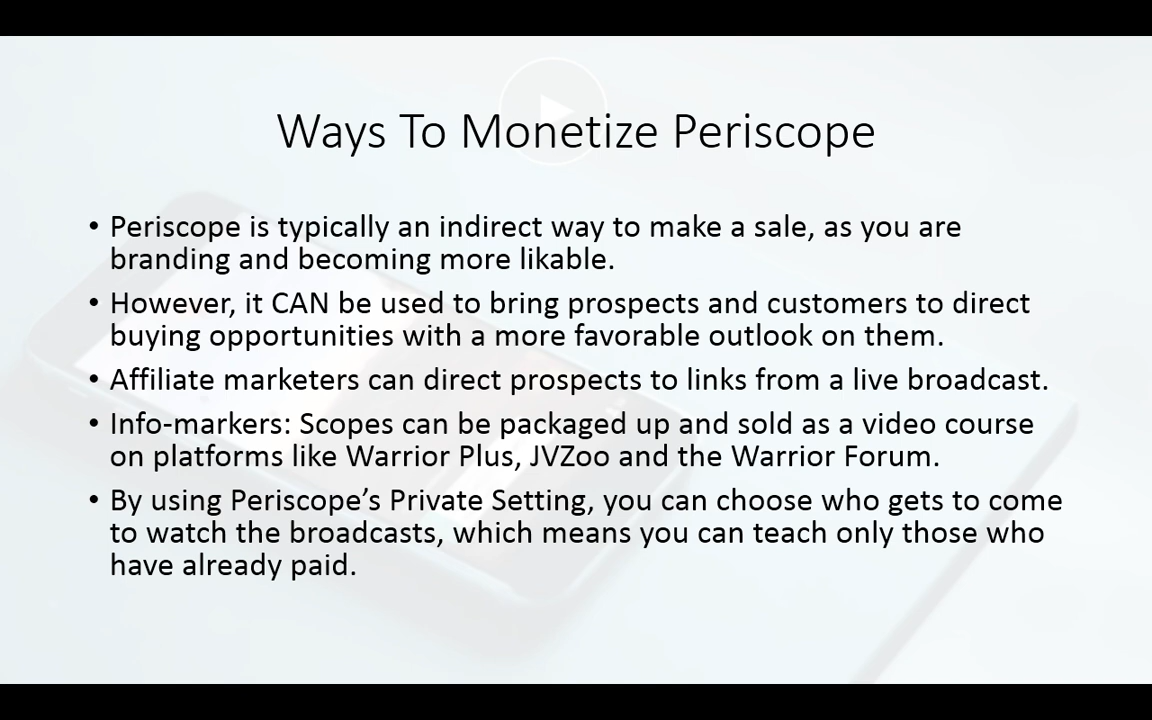 Ways To Monetize Periscope
• Periscope is typically an indirect way to make a sale, as you are
branding and becoming more likable.
• However, it CAN be used to bring prospects and customers to direct
buying opportunities with a more favorable outlook on them.
• Affiliate marketers can direct prospects to links from a live broadcast.
• Info-markers: Scopes can be packaged up and sold as a video course
on platforms like Warrior Plus, JVZoo and the Warrior Forum.
• By using Periscope’s Private Setting, you can choose who gets to come
to watch the broadcasts, which means you can teach only those who
have already paid.